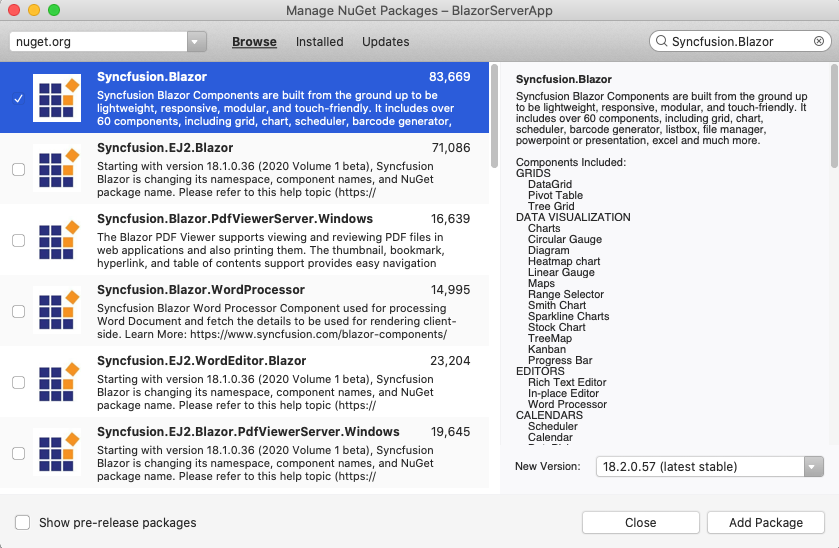 Manage NuGet Packages – BlazorServerApp
nuget.org
Browse
Installed
Updates
Syncfusion.Blazor
Syncfusion.Blazor
83,669
Syncfusion Blazor Components are built from the ground up to be
lightweight, responsive, modular, and touch-friendly. It includes over
60 components, including grid, chart, scheduler, barcode generator,
Syncfusion.EJ2.Blazor
71,086
Starting with version 18.1.0.36 (2020 Volume 1 beta), Syncfusion
Blazor is changing its namespace, component names, and NuGet
package name. Please refer to this help topic (https://
Syncfusion.Blazor.PdfViewerServer.Windows
16,639
The Blazor PDF Viewer supports viewing and reviewing PDF files in
web applications and also printing them. The thumbnail, bookmark,
hyperlink, and table of contents support provides easy navigation
Syncfusion.Blazor.WordProcessor
14,995
Syncfusion Blazor Word Processor Component used for processing
Word Document and fetch the details to be used for rendering client-
side. Learn More: https://www.syncfusion.com/blazor-components/
Syncfusion.EJ2.WordEditor.Blazor
23,204
Starting with version 18.1.0.36 (2020 Volume 1 beta), Syncfusion
Blazor is changing its namespace, component names, and NuGet
package name. Please refer to this help topic (https://
Syncfusion.EJ2.Blazor.PdfViewerServer.Windows
19,645
Starting with version 18.1.0.36 (2020 Volume 1 beta), Syncfusion
Blazor is changing its namespace, component names, and NuGet
package name. Please refer to this help topic (https://
Syncfusion.Blazor
Syncfusion Blazor Components are built from the ground up
to be lightweight, responsive, modular, and touch-friendly. It
includes over 60 components, including grid, chart,
scheduler, barcode generator, listbox, file manager,
powerpoint or presentation, excel and much more.
Components Included:
GRIDS
DataGrid
Pivot Table
Tree Grid
DATA VISUALIZATION
Charts
Circular Gauge
Diagram
Heatmap chart
Linear Gauge
Maps
Range Selector
Smith Chart
Sparkline Charts
Stock Chart
TreeMap
Kanban
Progress Bar
EDITORS
Rich Text Editor
In-place Editor
Word Processor
CALENDARS
Scheduler
Calendar
New Version:
18.2.0.57 (latest stable)
Show pre-release packages
Close
Add Package